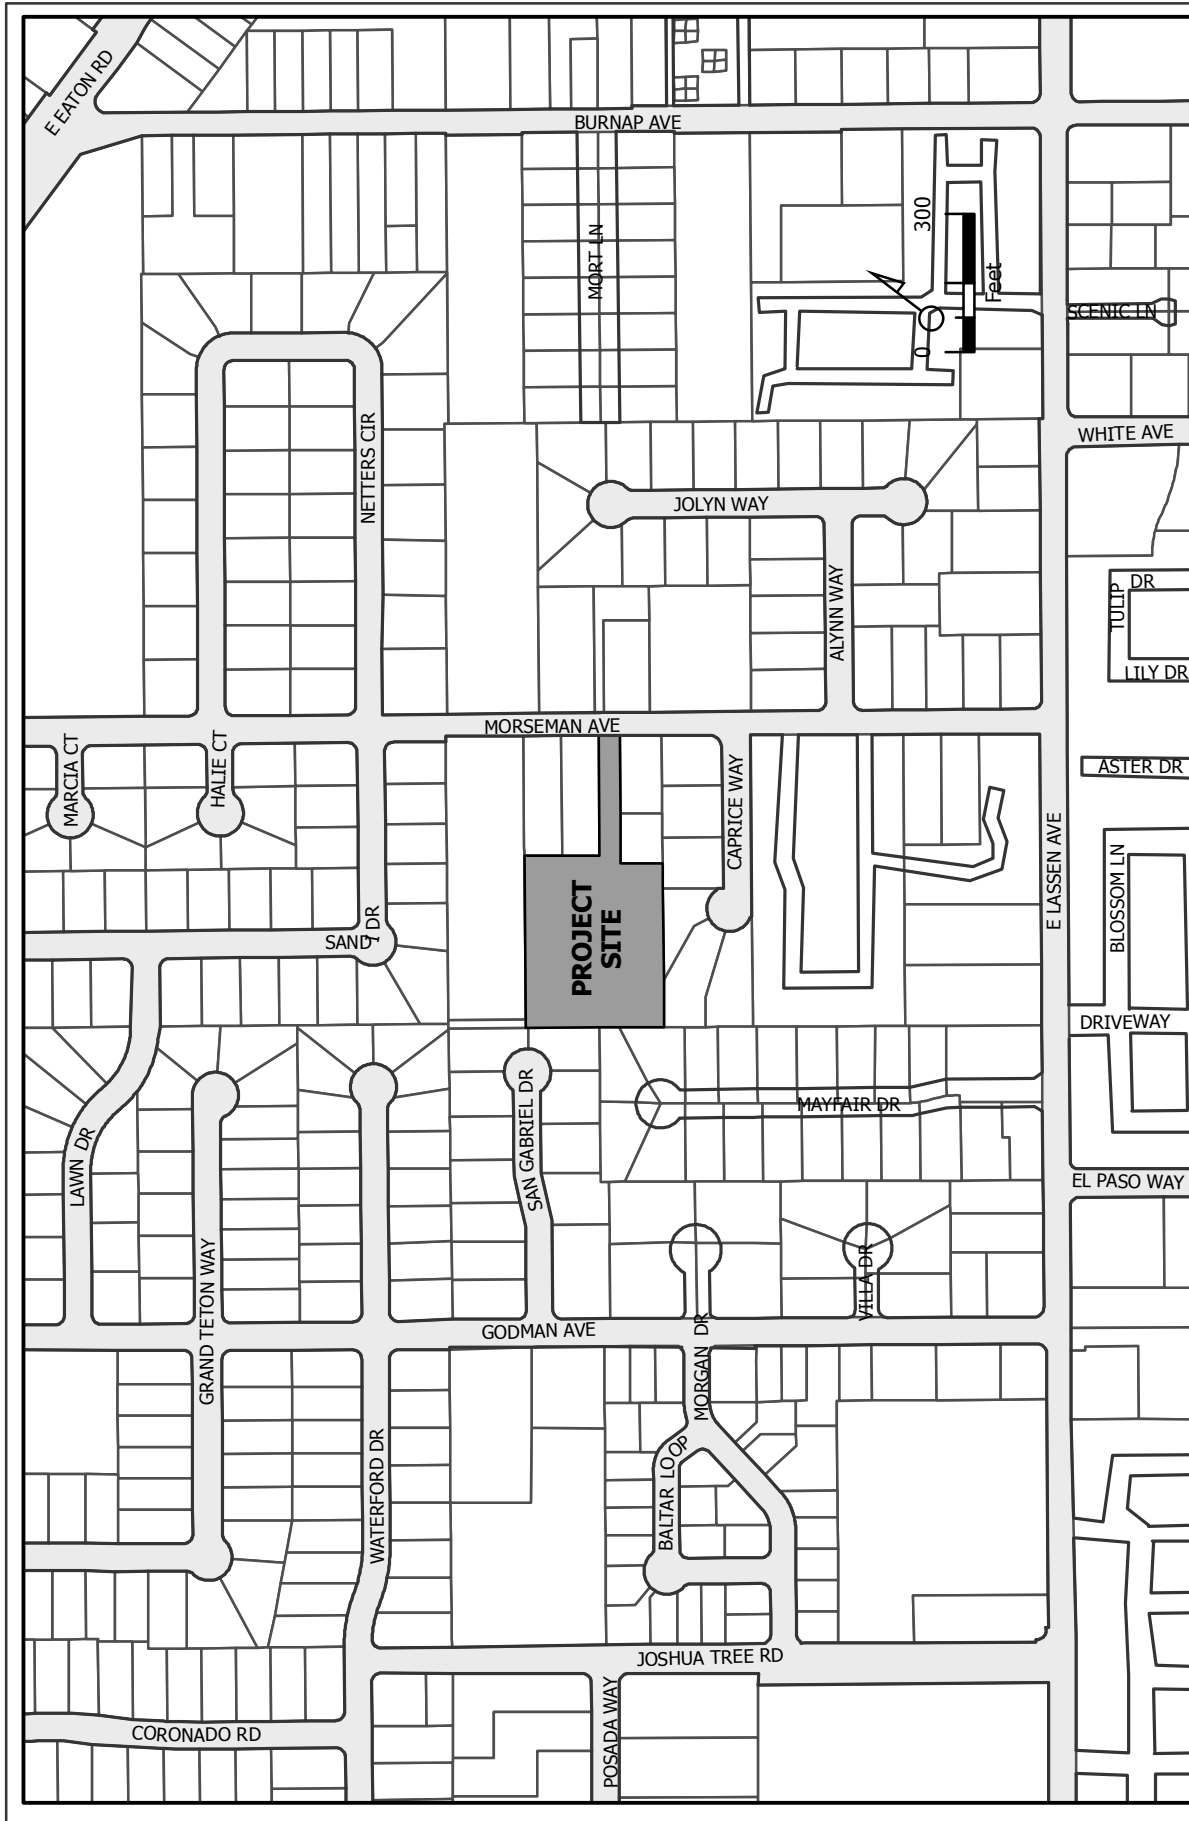 E EATON RD
BURNAP AVE
MORT LN
300
Feet
0
SCENIC LN
WHITE AVE
NETTERS CIR
JOLYN WAY
ALYNN WAY
TULIP
DR
LILY DR
MORSEMAN AVE
MARCIA CT
HALIE CT
CAPRICE WAY
ASTER DR
E LASSEN AVE
BLOSSOM LN
PROJECT
SITE
SANDI DR
DRIVEWAY
SAN GABRIEL DR
MAYFAIR DR
LAWN DR
EL PASO WAY
GRAND TETON WAY
VILLA DR
GODMAN AVE
MORGAN DR
WATERFORD DR
BALTAR LOOP
JOSHUA TREE RD
POSADA WAY
CORONADO RD